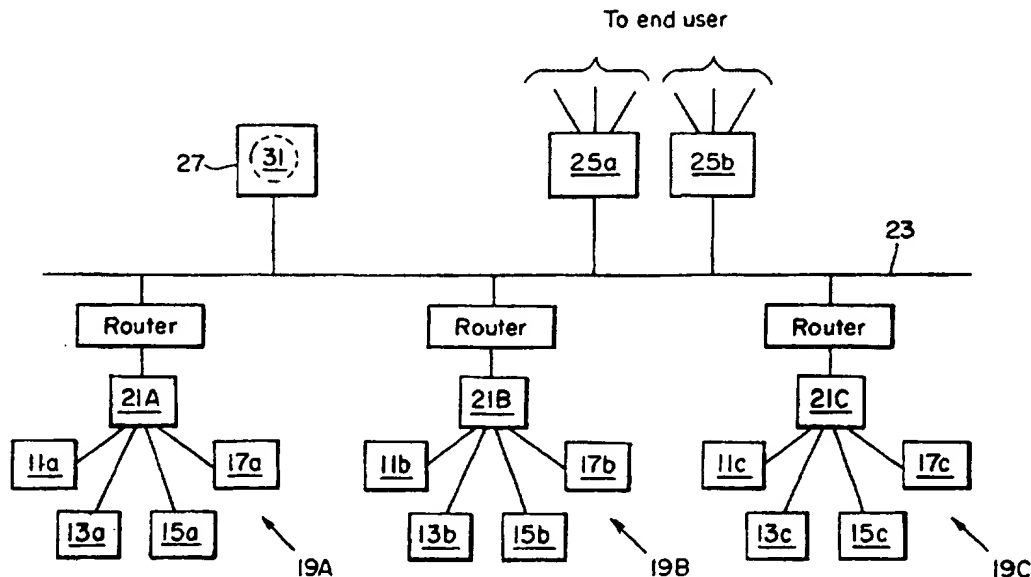 To end user
27
31
25a
25b
23
Router
Router
Router
21A
21B
21C
11a
17a
11b
17b
11c
17c
13a
15a
13b
15b
13c
15c
19A
19B
19C